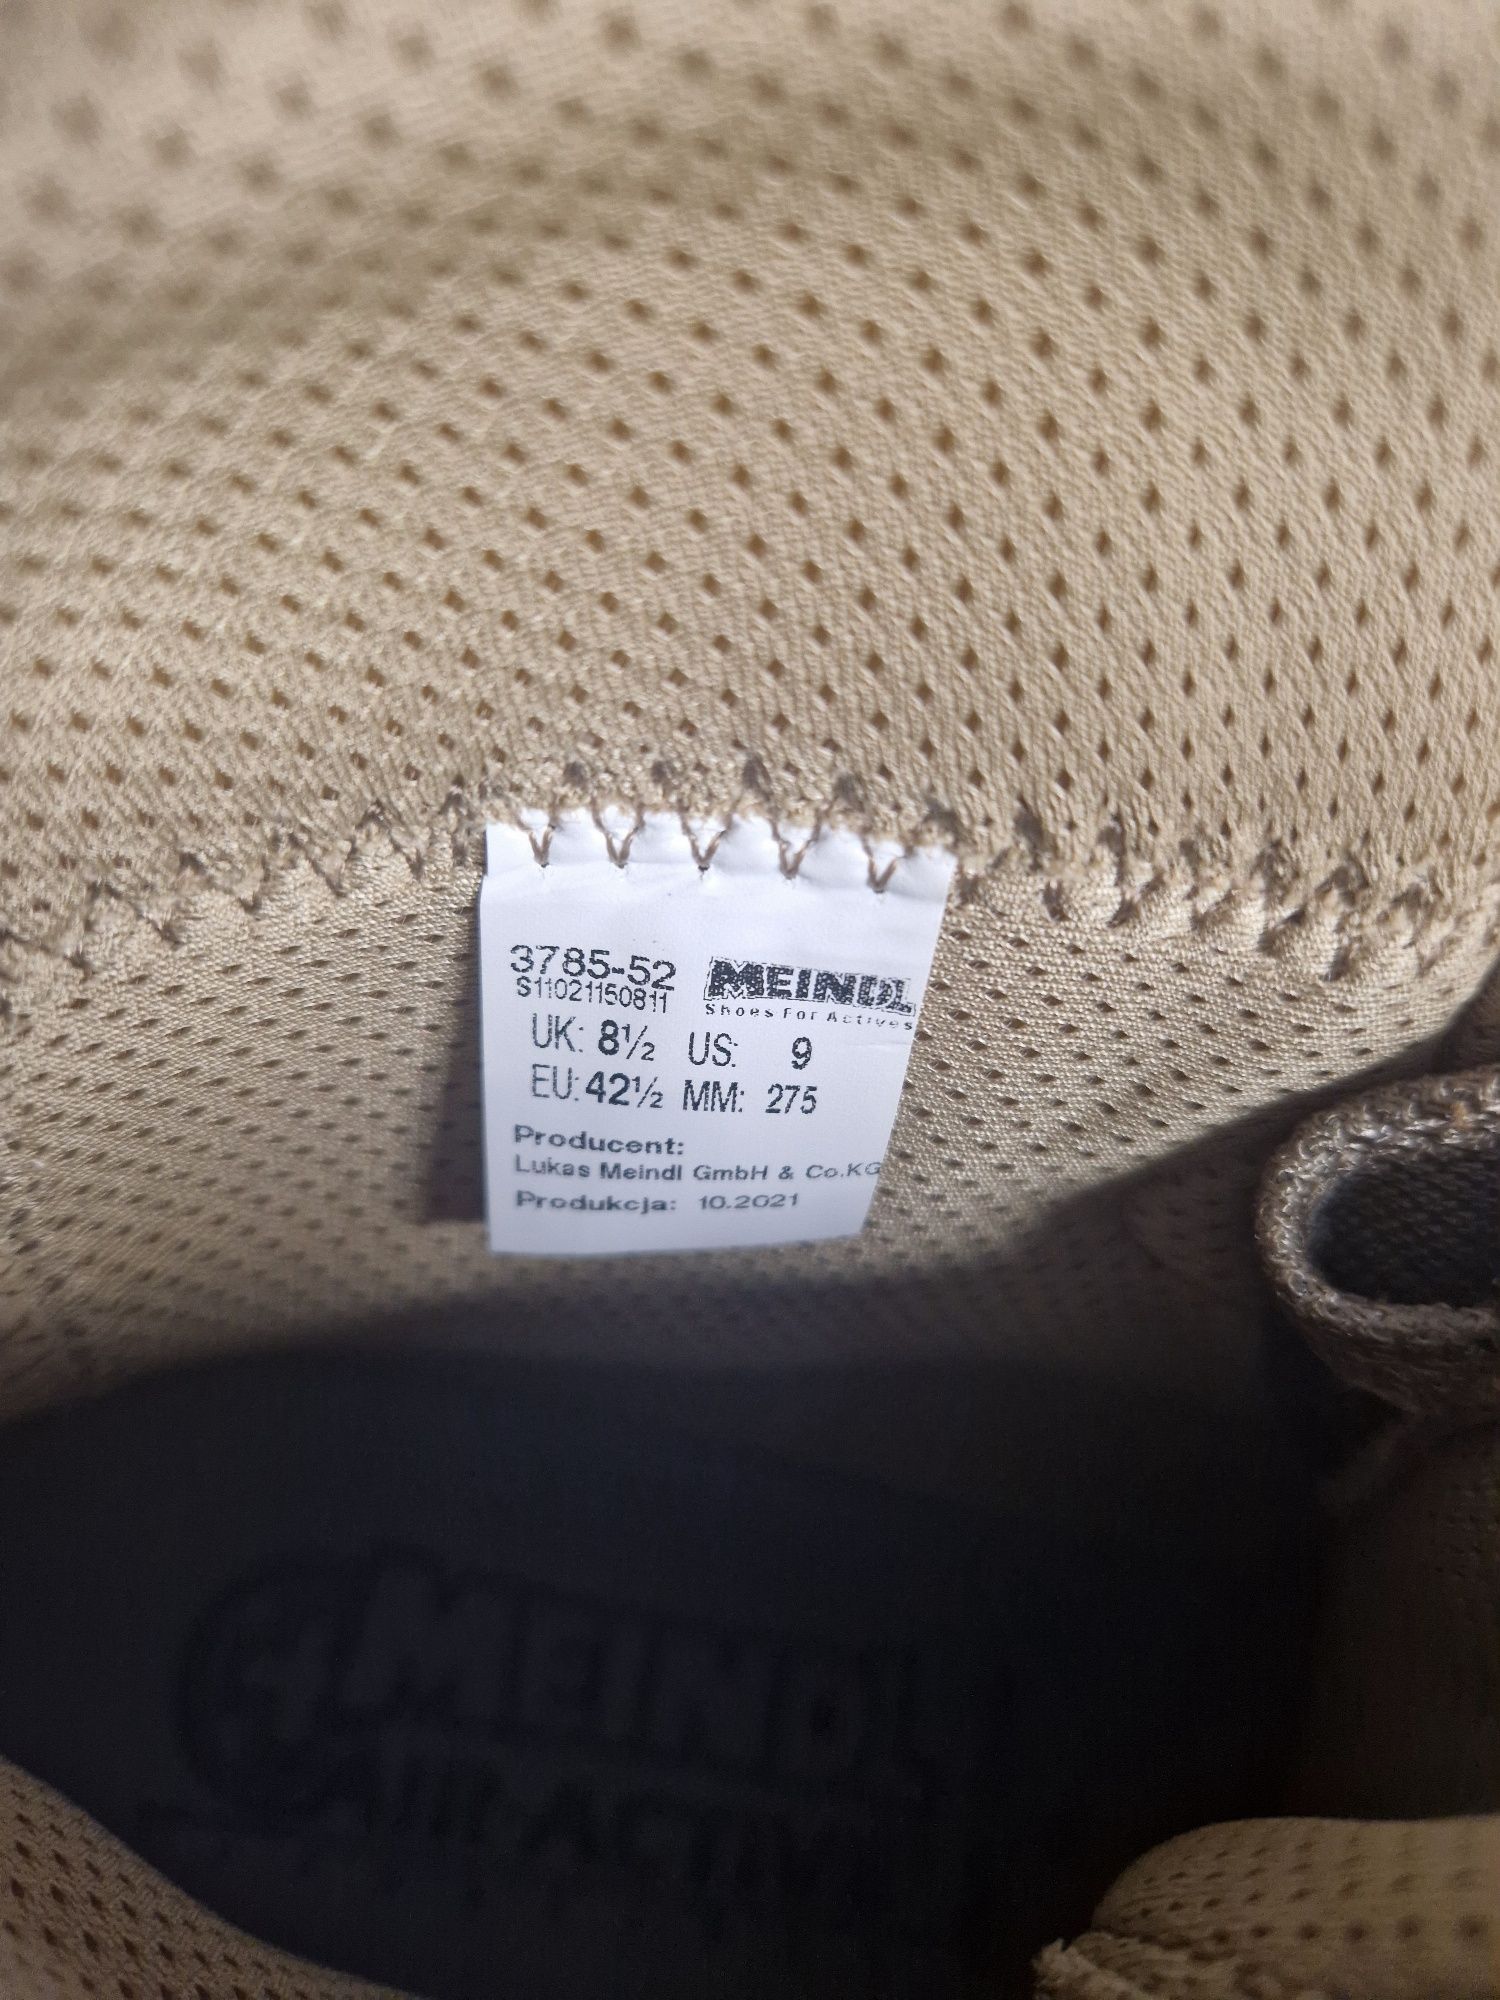 3785-52
S11021150811
MEINDL
Shoes For Actives
UK: 8½ US: 9
EU: 42½ MM: 275
Producent:
Lukas Meindl GmbH & Co.KG
Produkcja: 10.2021
MEINDL